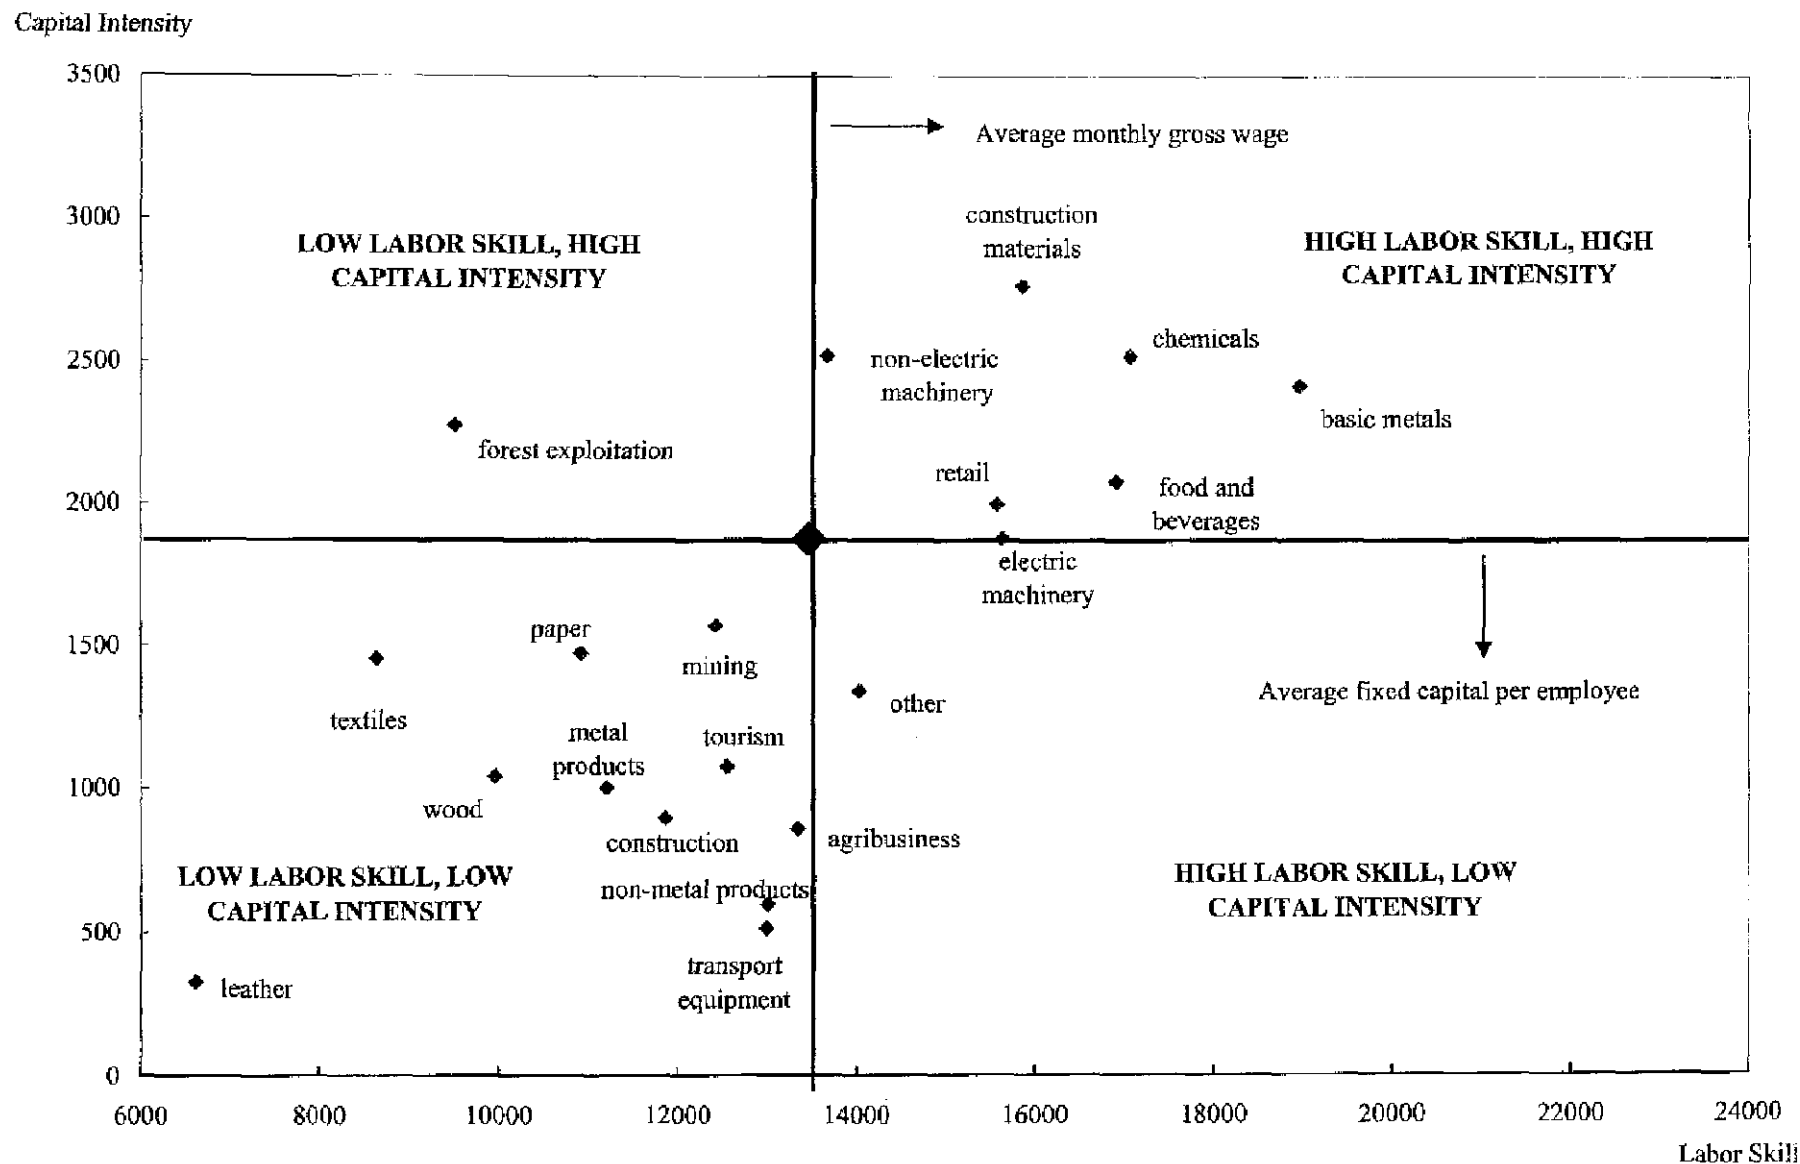 Capital Intensity
3500
3000
2500
2000
1500
1000
500
0
Average monthly gross wage
LOW LABOR SKILL, HIGH
CAPITAL INTENSITY
construction
materials
HIGH LABOR SKILL, HIGH
CAPITAL INTENSITY
non-electric
machinery
chemicals
basic metals
forest exploitation
retail
food and
beverages
electric
machinery
paper
mining
textiles
other
Average fixed capital per employee
metal
products
tourism
wood
construction
agribusiness
LOW LABOR SKILL, LOW
CAPITAL INTENSITY
non-metal products
HIGH LABOR SKILL, LOW
CAPITAL INTENSITY
transport
equipment
leather
6000 8000 10000 12000 14000 16000 18000 20000 22000 24000
Labor Skill